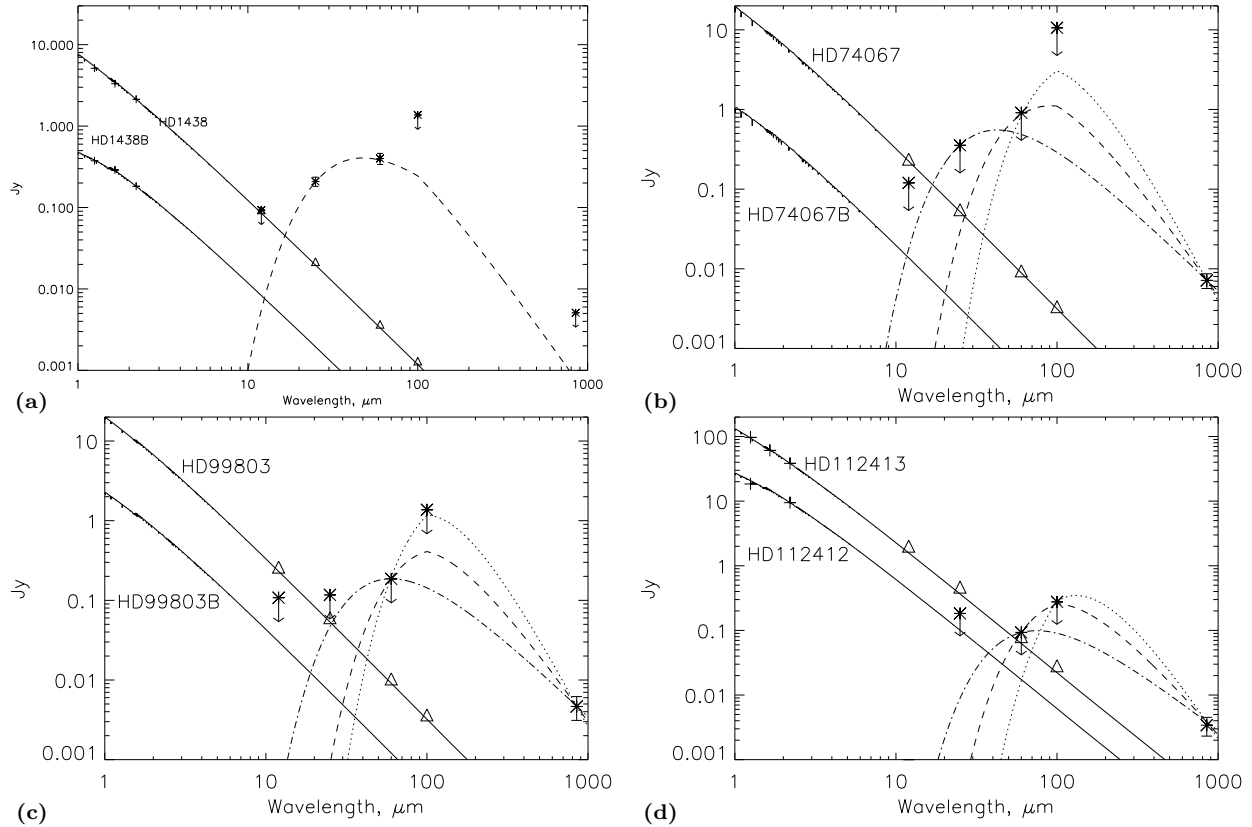 10.000
1.000
0.100
0.010
0.001
Jy
HD1438
HD1438B
1
10
100
1000
Wavelength, μm
(a)
10
1
0.1
0.01
0.001
Jy
HD74067
HD74067B
1
10
100
1000
Wavelength, μm
(b)
10
1
0.1
0.01
0.001
Jy
HD99803
HD99803B
1
10
100
1000
Wavelength, μm
(c)
100
10
1
0.1
0.01
0.001
Jy
HD112413
HD112412
1
10
100
1000
Wavelength, μm
(d)